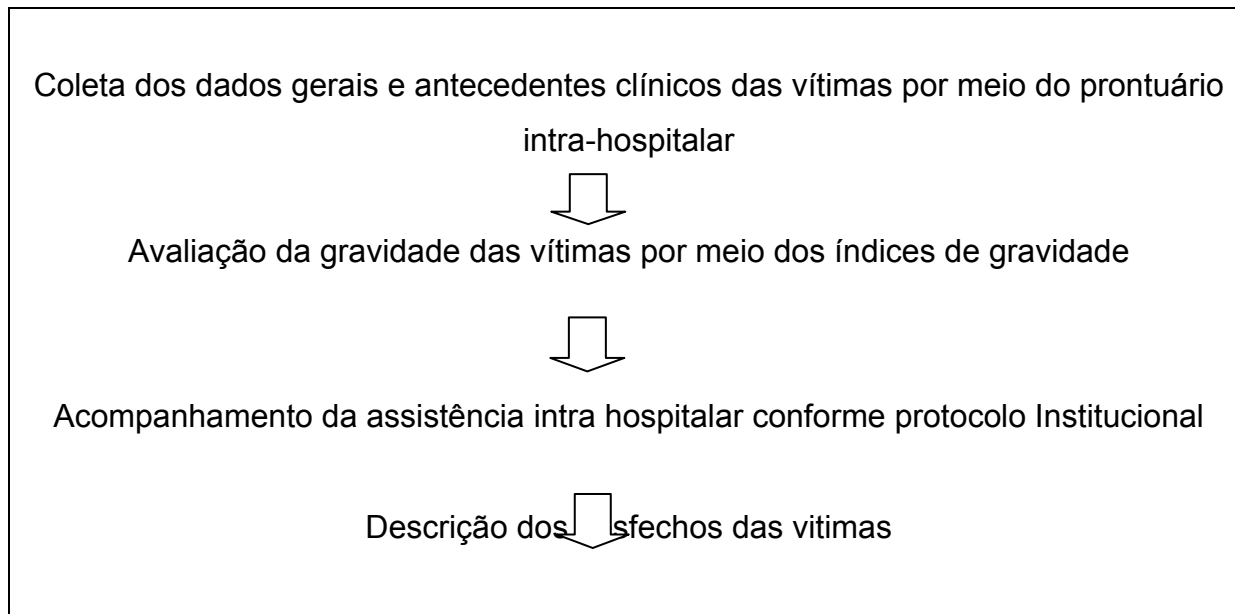 Coleta dos dados gerais e antecedentes clínicos das vítimas por meio do prontuário
intra-hospitalar
Avaliação da gravidade das vítimas por meio dos índices de gravidade
Acompanhamento da assistência intra hospitalar conforme protocolo Institucional
Descrição dos sfechos das vitimas